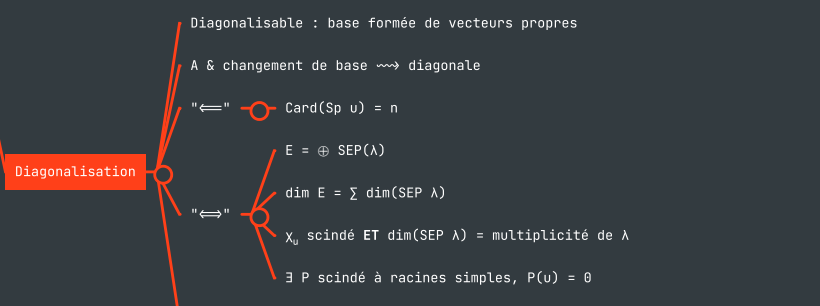 Diagonalisable : base formée de vecteurs propres
A & changement de base ⟿ diagonale
"⟸"
Card(Sp u) = n
E = ⊕ SEP(λ)
Diagonalisation
dim E = ∑ dim(SEP λ)
"⟺"
χᵤ scindé ET dim(SEP λ) = multiplicité de λ
∃ P scindé à racines simples, P(u) = 0